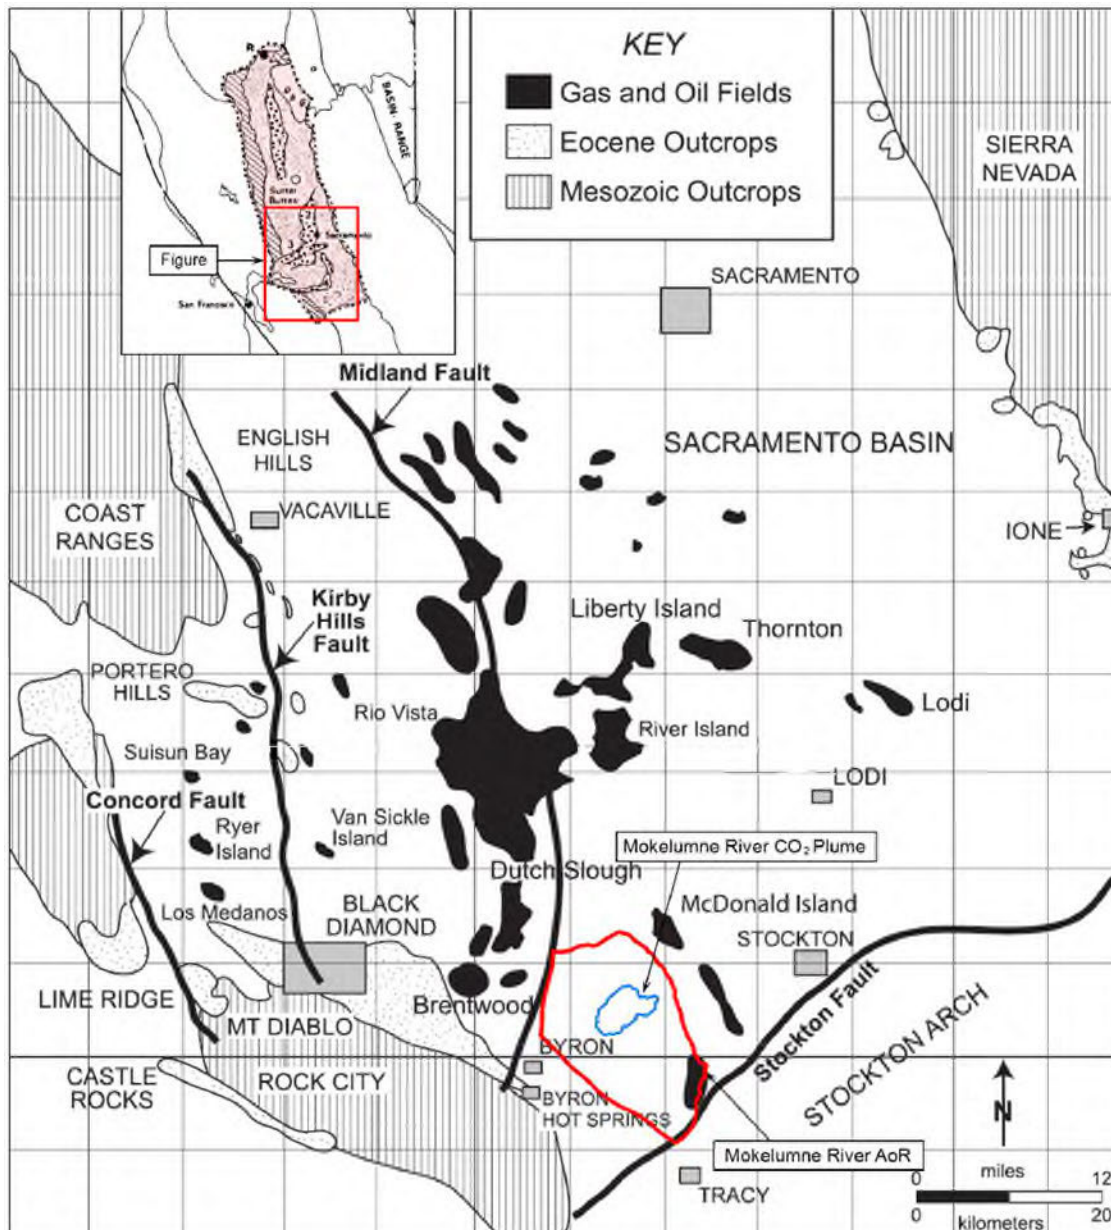 KEY
Gas and Oil Fields
Eocene Outcrops
Mesozoic Outcrops
R
BASIN-RANGE
Sutter
Buttes
Sacramento
San Francisco
Figure
SIERRA
NEVADA
SACRAMENTO
Midland Fault
ENGLISH
HILLS
SACRAMENTO BASIN
VACAVILLE
COAST
RANGES
IONE
Kirby
Hills
Fault
Liberty Island
Thornton
PORTERO
HILLS
Rio Vista
River Island
Lodi
Suisun Bay
LODI
Concord Fault
Ryer
Island
Van Sickle
Island
Mokelumne River CO₂ Plume
Dutch Slough
Los Medanos
BLACK
DIAMOND
McDonald Island
STOCKTON
LIME RIDGE
Brentwood
MT DIABLO
Stockton Fault
STOCKTON ARCH
BYRON
CASTLE
ROCKS
ROCK CITY
BYRON
HOT SPRINGS
N
Mokelumne River AoR
TRACY
miles
0 12
0 20
kilometers